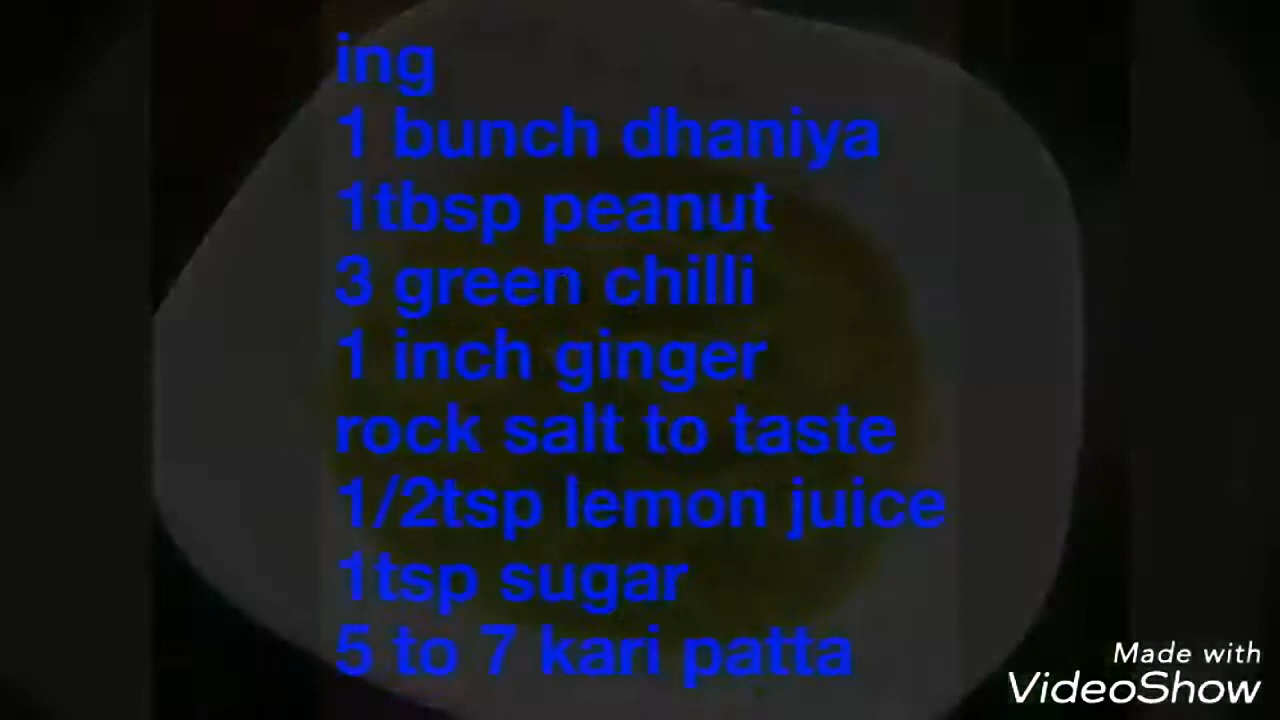 ing
1 bunch dhaniya
1tbsp peanut
3 green chilli
1 inch ginger
rock salt to taste
1/2tsp lemon juice
1tsp sugar
5 to 7 kari patta
Made with
VideoShow